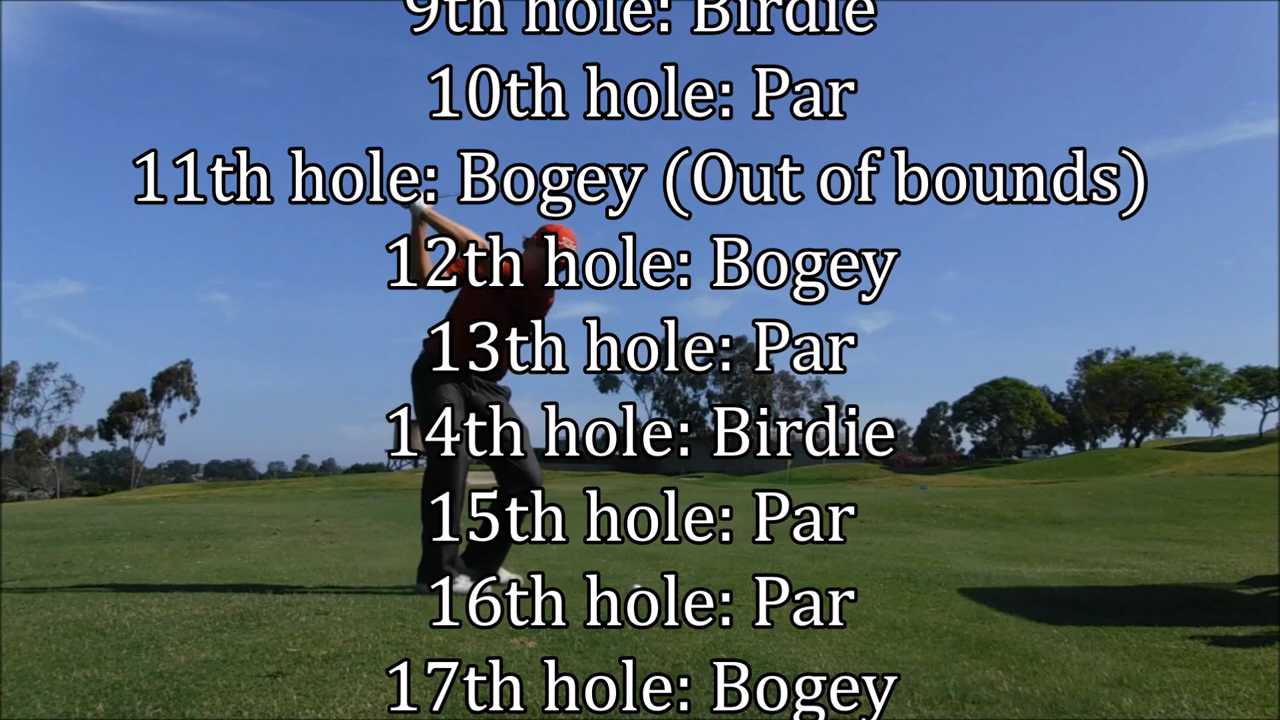 9th hole: Birdie
10th hole: Par
11th hole: Bogey (Out of bounds)
12th hole: Bogey
13th hole: Par
14th hole: Birdie
15th hole: Par
16th hole: Par
17th hole: Bogey